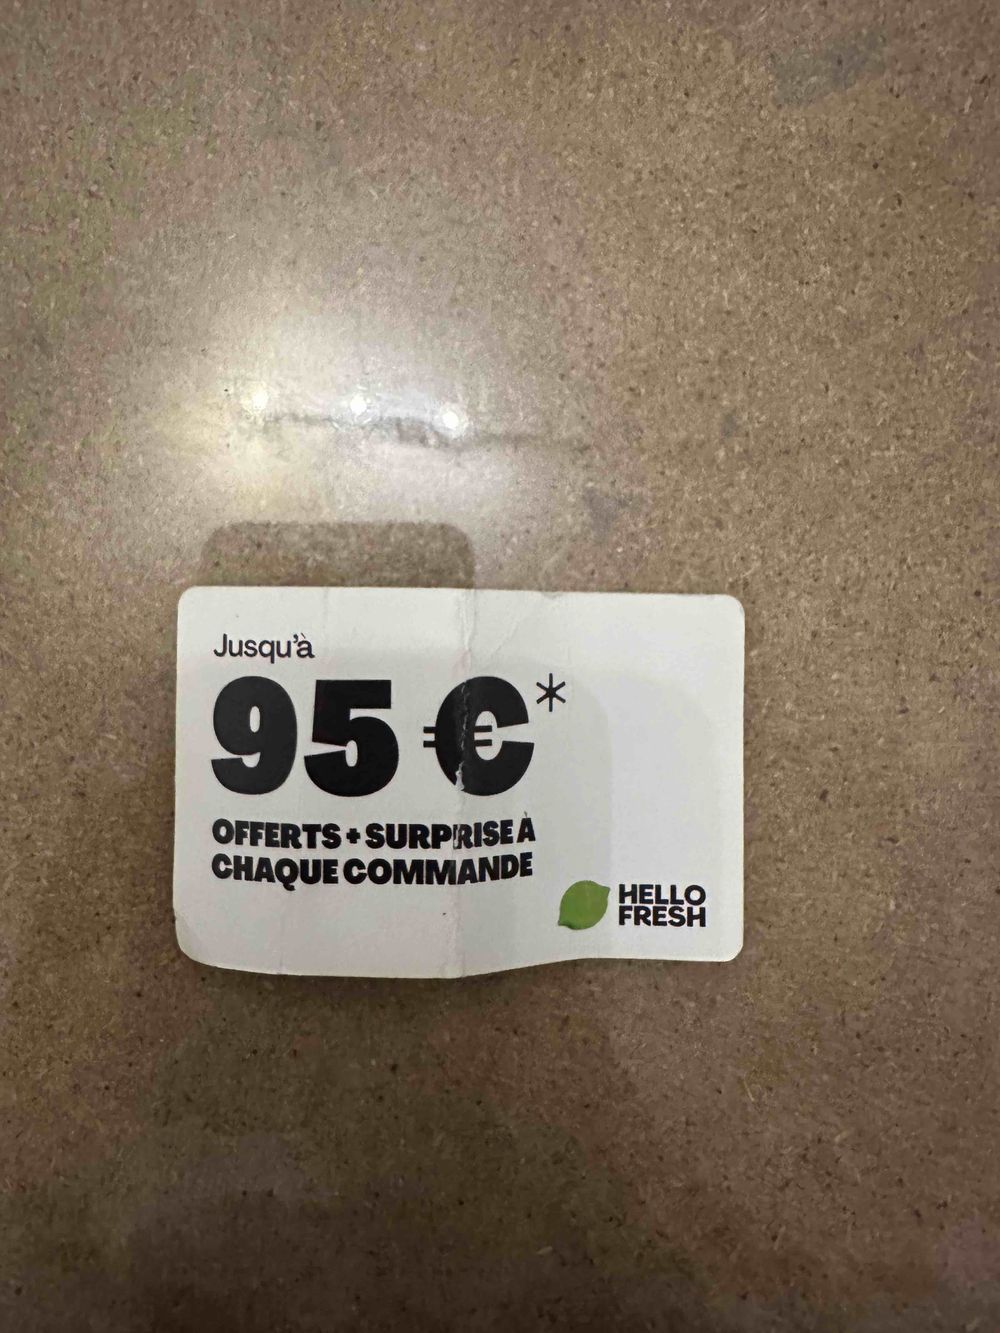 Jusqu'à
95 €*
OFFERTS + SURPRISE À
CHAQUE COMMANDE
HELLO
FRESH